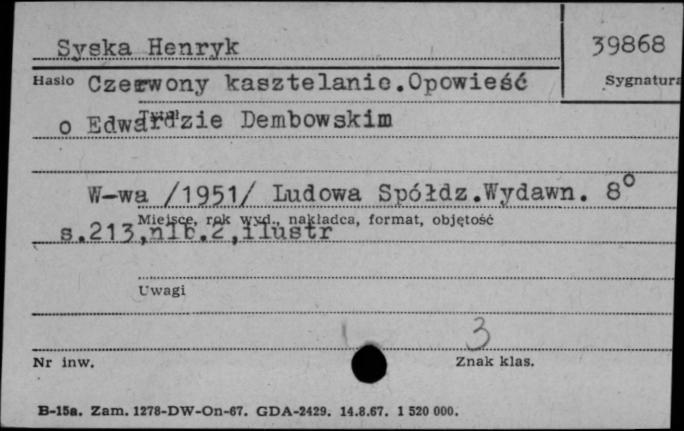 Syska Henryk
39868
Hasło Czerwony kasztelanic.Opowieść
Sygnatura
Tytuł
o Edwardzie Dembowskim
W-wa /1951/ Ludowa Spółdz.Wydawn. 8°
Miejsce, rok wyd., nakładca, format, objętość
s.213,nlb.2,ilustr
Uwagi
3
Nr inw.
Znak klas.
B-15a. Zam. 1278-DW-On-67. GDA-2429. 14.8.67. 1 520 000.